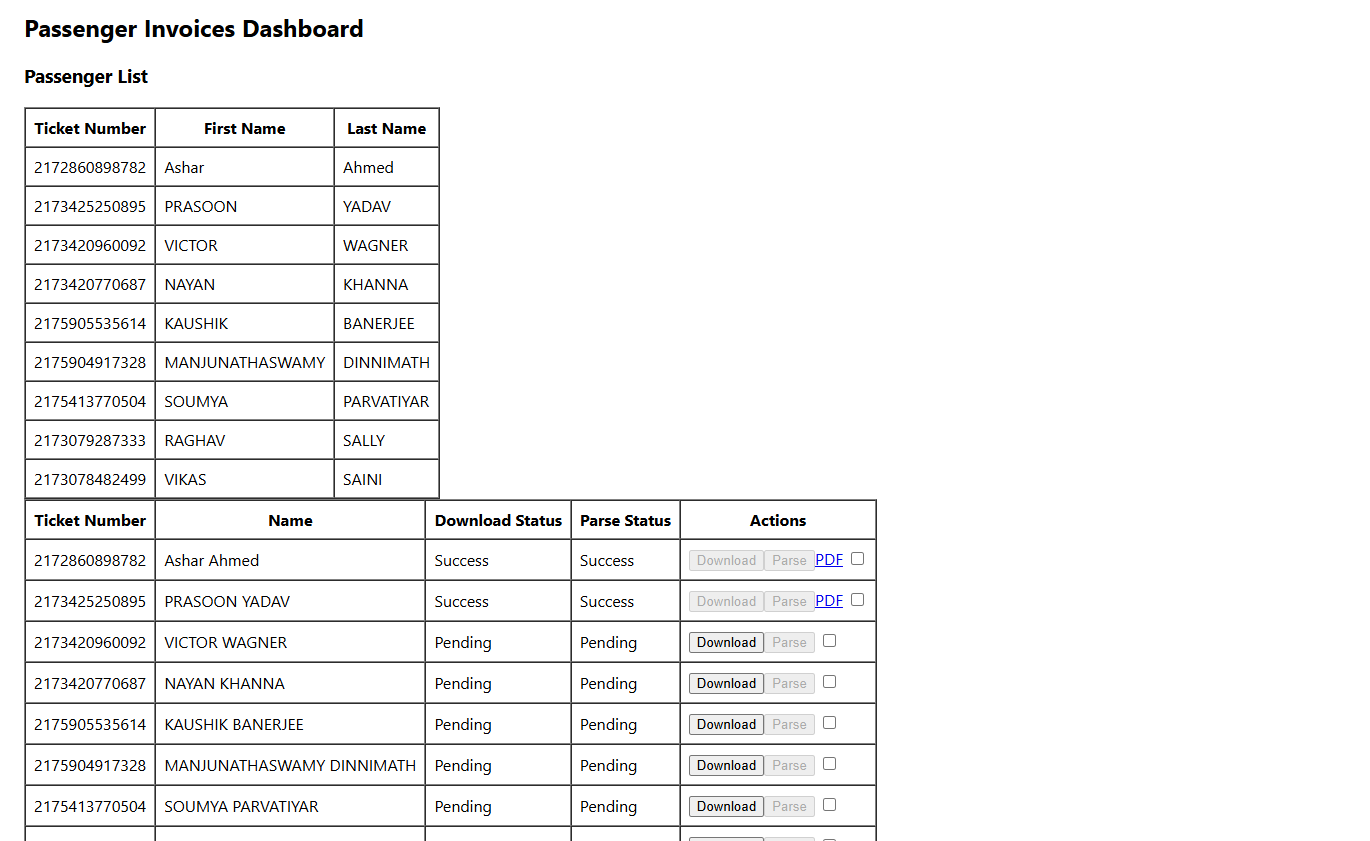 Passenger Invoices Dashboard
Passenger List
Ticket Number First Name Last Name
2172860898782 Ashar Ahmed
2173425250895 PRASOON YADAV
2173420960092 VICTOR WAGNER
2173420770687 NAYAN KHANNA
2175905535614 KAUSHIK BANERJEE
2175904917328 MANJUNATHASWAMY DINNIMATH
2175413770504 SOUMYA PARVATIYAR
2173079287333 RAGHAV SALLY
2173078482499 VIKAS SAINI
Ticket Number Name Download Status Parse Status Actions
2172860898782 Ashar Ahmed Success Success Download Parse PDF
2173425250895 PRASOON YADAV Success Success Download Parse PDF
2173420960092 VICTOR WAGNER Pending Pending Download Parse
2173420770687 NAYAN KHANNA Pending Pending Download Parse
2175905535614 KAUSHIK BANERJEE Pending Pending Download Parse
2175904917328 MANJUNATHASWAMY DINNIMATH Pending Pending Download Parse
2175413770504 SOUMYA PARVATIYAR Pending Pending Download Parse